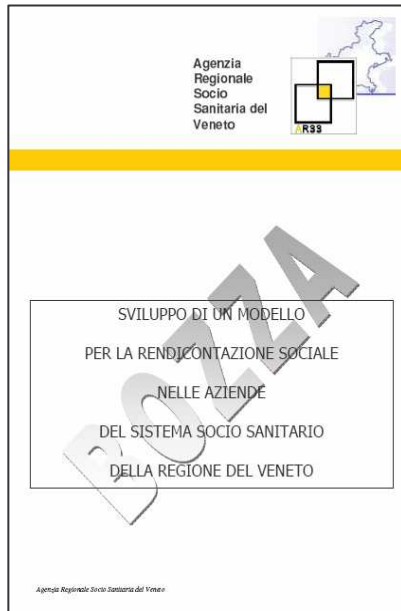 Agenzia
Regionale
Socio
Sanitaria del
Veneto
ARSS
BOZZA
SVILUPPO DI UN MODELLO
PER LA RENDICONTAZIONE SOCIALE
NELLE AZIENDE
DEL SISTEMA SOCIO SANITARIO
DELLA REGIONE DEL VENETO
Agenzia Regionale Socio Sanitaria del Veneto